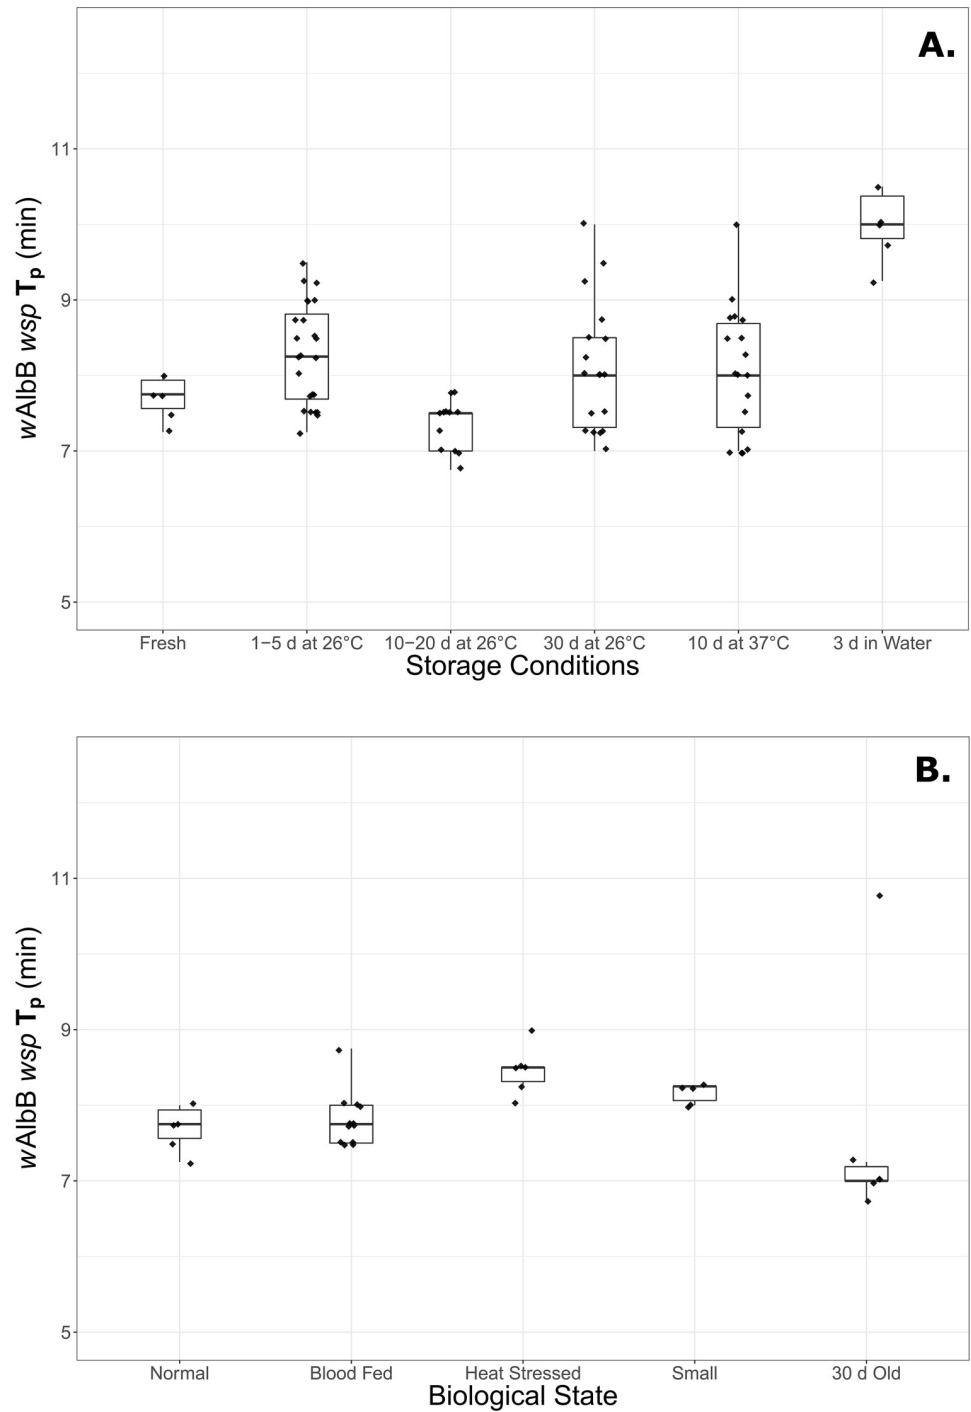 A.
11
9
7
5
wAlbB wsp Tp (min)
Fresh 1−5 d at 26°C 10−20 d at 26°C 30 d at 26°C 10 d at 37°C 3 d in Water
Storage Conditions
B.
11
9
7
5
wAlbB wsp Tp (min)
Normal Blood Fed Heat Stressed Small 30 d Old
Biological State